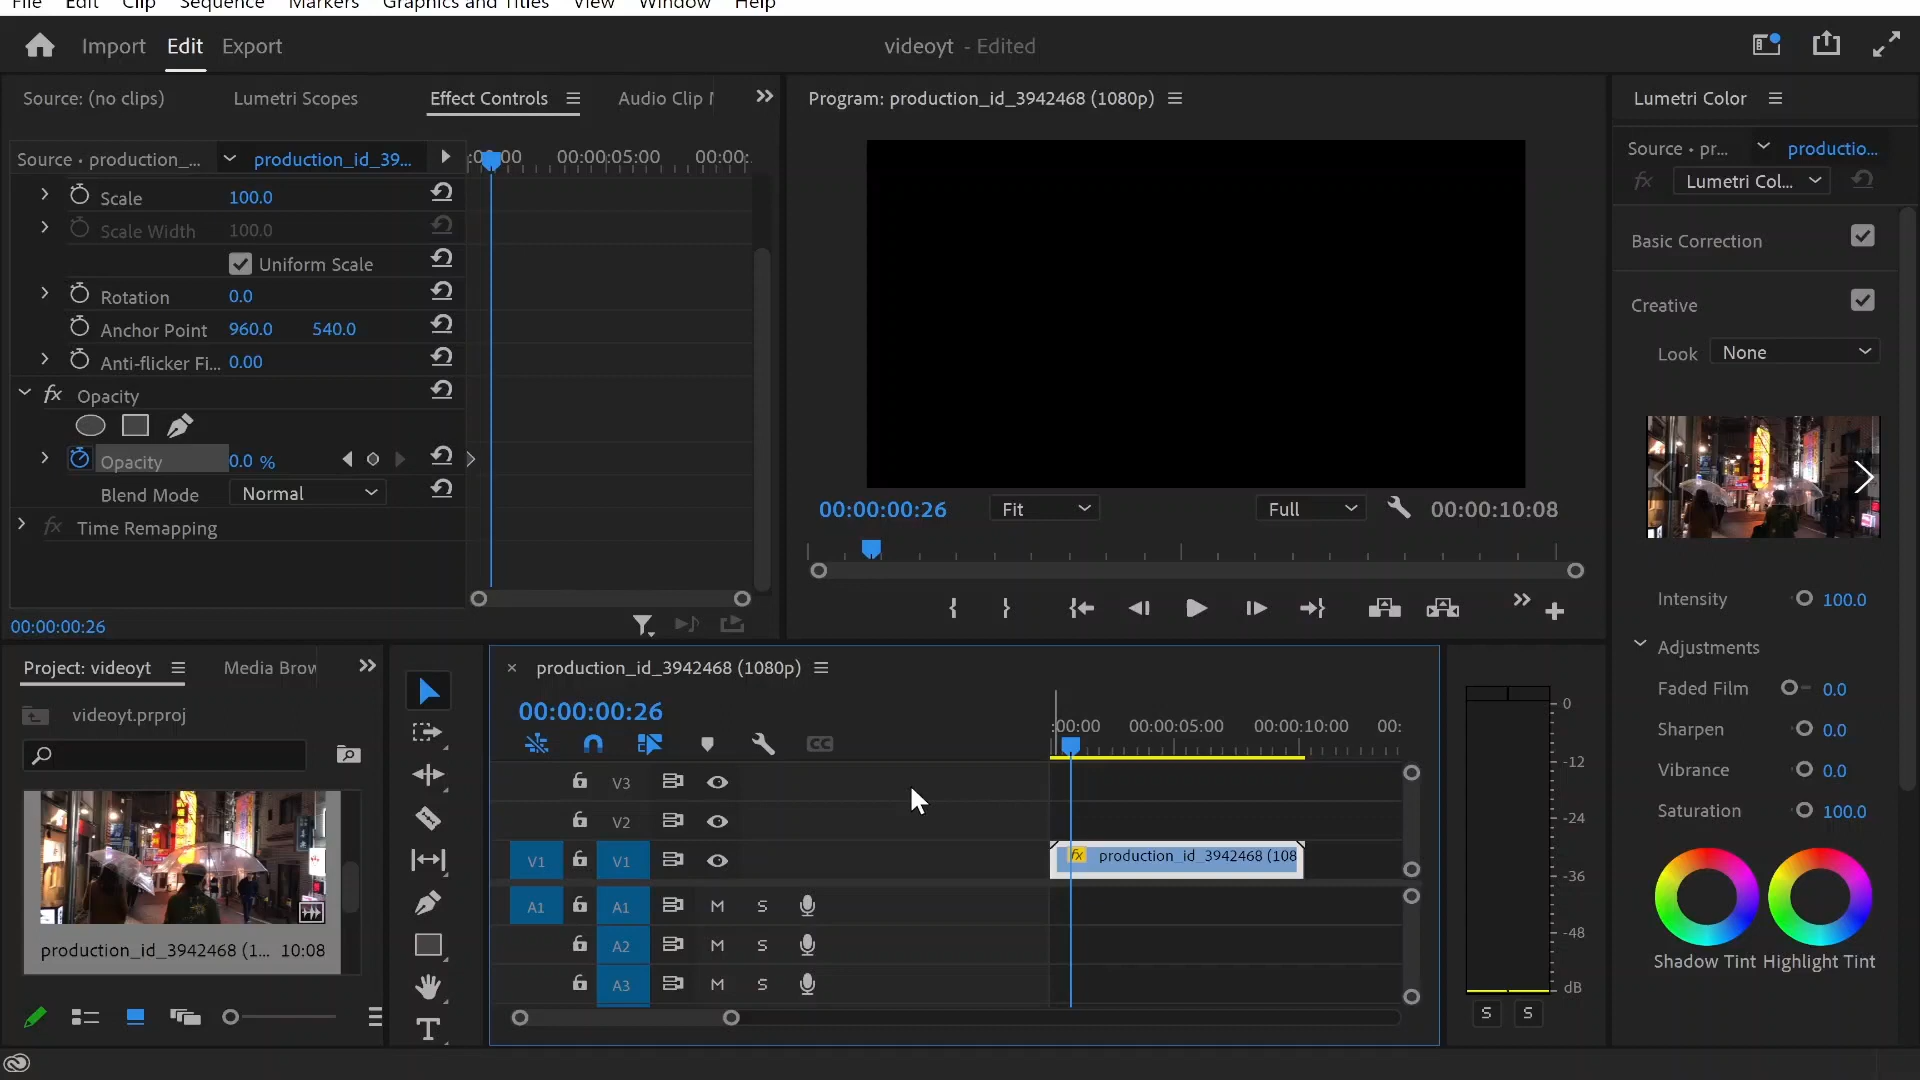 File Edit Clip Sequence Markers Graphics and Titles View Window Help
Import Edit Export
videoyt - Edited
Source: (no clips) Lumetri Scopes Effect Controls Audio Clip
Source • production_... production_id_39... :00:00 00:00:05:00 00:00:
Scale 100.0
Scale Width 100.0
Uniform Scale
Rotation 0.0
Anchor Point 960.0 540.0
Anti-flicker Fi... 0.00
fx Opacity
Opacity 0.0 %
Blend Mode Normal
fx Time Remapping
00:00:00:26
Program: production_id_3942468 (1080p)
00:00:00:26 Fit Full 00:00:10:08
Lumetri Color
Source • pr... productio...
fx Lumetri Col...
Basic Correction
Creative
Look None
Intensity 100.0
Adjustments
Faded Film 0.0
Sharpen 0.0
Vibrance 0.0
Saturation 100.0
Shadow Tint Highlight Tint
Project: videoyt Media Brow
videoyt.prproj
production_id_3942468 (1... 10:08
T
production_id_3942468 (1080p)
00:00:00:26
:00:00 00:00:05:00 00:00:10:00 00:
CC
V3
V2
V1 V1 fx production_id_3942468 (108
A1 A1 M S
A2 M S
A3 M S
0
-12
-24
-36
-48
dB
S S